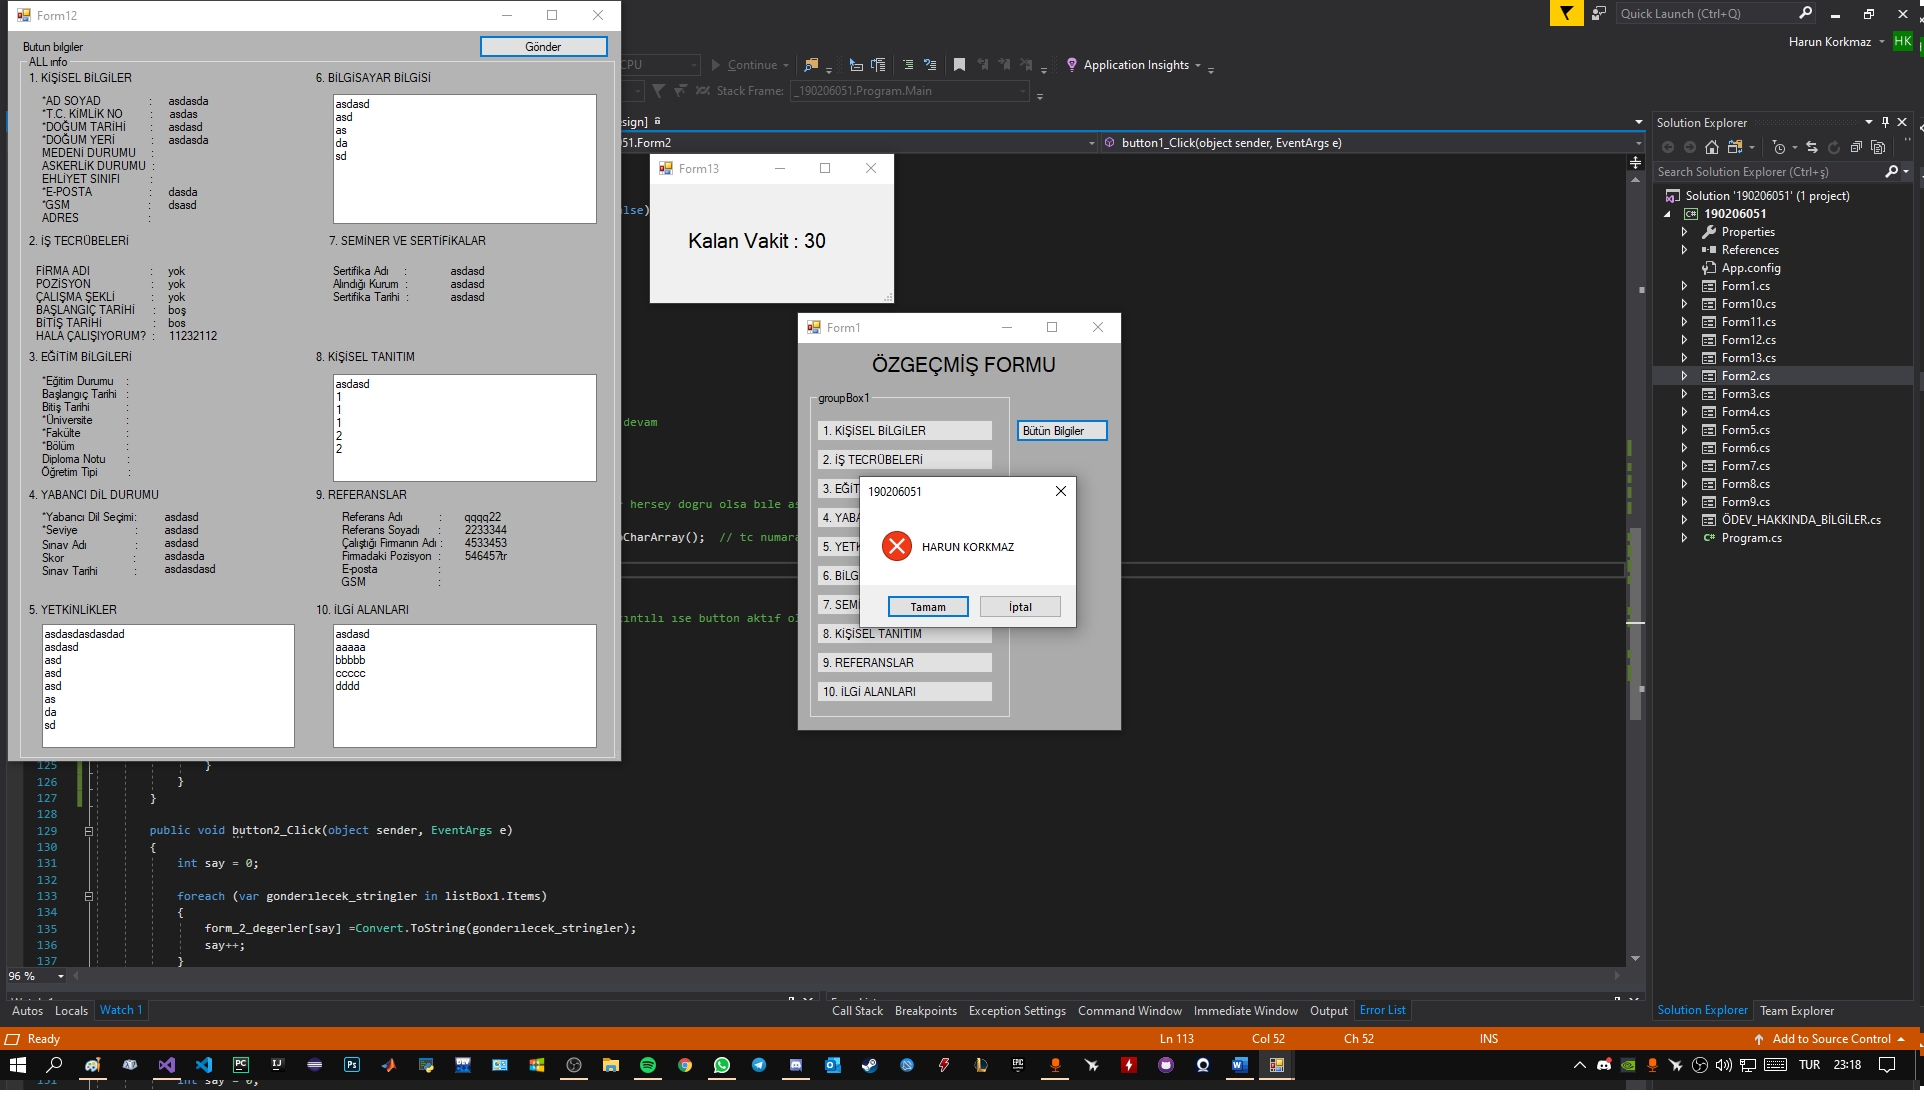 Form12
Butun bilgiler
Gönder
ALL ınfo
1. KİŞİSEL BİLGİLER
*AD SOYAD : asdasda
*T.C. KİMLİK NO : asdas
*DOĞUM TARİHİ : asdasd
*DOĞUM YERİ : asdasda
MEDENİ DURUMU :
ASKERLİK DURUMU :
EHLİYET SINIFI :
*E-POSTA : dasda
*GSM : dsasd
ADRES :
6. BİLGİSAYAR BİLGİSİ
asdasd
asd
as
da
sd
2. İŞ TECRÜBELERİ
FİRMA ADI : yok
POZİSYON : yok
ÇALIŞMA ŞEKLİ : yok
BAŞLANGIÇ TARİHİ : boş
BİTİŞ TARİHİ : bos
HALA ÇALIŞIYORUM? : 11232112
7. SEMİNER VE SERTİFİKALAR
Sertifika Adı : asdasd
Alındığı Kurum : asdasd
Sertifika Tarihi : asdasd
3. EĞİTİM BİLGİLERİ
*Eğitim Durumu :
Başlangıç Tarihi :
Bitiş Tarihi :
*Üniversite :
*Fakülte :
*Bölüm :
Diploma Notu :
Öğretim Tipi :
8. KİŞİSEL TANITIM
asdasd
1
1
1
2
2
4. YABANCI DİL DURUMU
*Yabancı Dil Seçimi: asdasd
*Seviye : asdasd
Sınav Adı : asdasd
Skor : asdasda
Sınav Tarihi : asdasdasd
9. REFERANSLAR
Referans Adı : qqqq22
Referans Soyadı : 2233344
Çalıştığı Firmanın Adı : 4533453
Firmadaki Pozisyon : 546457tr
E-posta :
GSM :
5. YETKİNLİKLER
asdasdasdasdad
asdasd
asd
asd
asd
as
da
sd
10. İLGİ ALANLARI
asdasd
aaaaa
bbbbb
ccccc
dddd
Quick Launch (Ctrl+Q)
Harun Korkmaz HK
CPU Continue Application Insights
Stack Frame: _190206051.Program.Main
esign]
51.Form2 button1_Click(object sender, EventArgs e)
alse)
devam
hersey dogru olsa bıle as
CharArray(); // tc numara
ıntılı ıse button aktıf ol
Form13
Kalan Vakit : 30
Form1
ÖZGEÇMİŞ FORMU
groupBox1
1. KİŞİSEL BİLGİLER
Bütün Bilgiler
2. İŞ TECRÜBELERİ
3. EĞİT
4. YABA
5. YETK
6. BİLG
7. SEMİ
8. KİŞİSEL TANITIM
9. REFERANSLAR
10. İLGİ ALANLARI
190206051
HARUN KORKMAZ
Tamam İptal
Solution Explorer
Search Solution Explorer (Ctrl+ş)
Solution '190206051' (1 project)
190206051
Properties
References
App.config
Form1.cs
Form10.cs
Form11.cs
Form12.cs
Form13.cs
Form2.cs
Form3.cs
Form4.cs
Form5.cs
Form6.cs
Form7.cs
Form8.cs
Form9.cs
ÖDEV_HAKKINDA_BİLGİLER.cs
Program.cs
125 }
126 }
127 }
128
129 public void button2_Click(object sender, EventArgs e)
130 {
131 int say = 0;
132
133 foreach (var gonderılecek_stringler in listBox1.Items)
134 {
135 form_2_degerler[say] =Convert.ToString(gonderılecek_stringler);
136 say++;
137 }
96 %
Autos Locals Watch 1
Call Stack Breakpoints Exception Settings Command Window Immediate Window Output Error List
Solution Explorer Team Explorer
Ready Ln 113 Col 52 Ch 52 INS Add to Source Control
TUR 23:18
int say = 0;